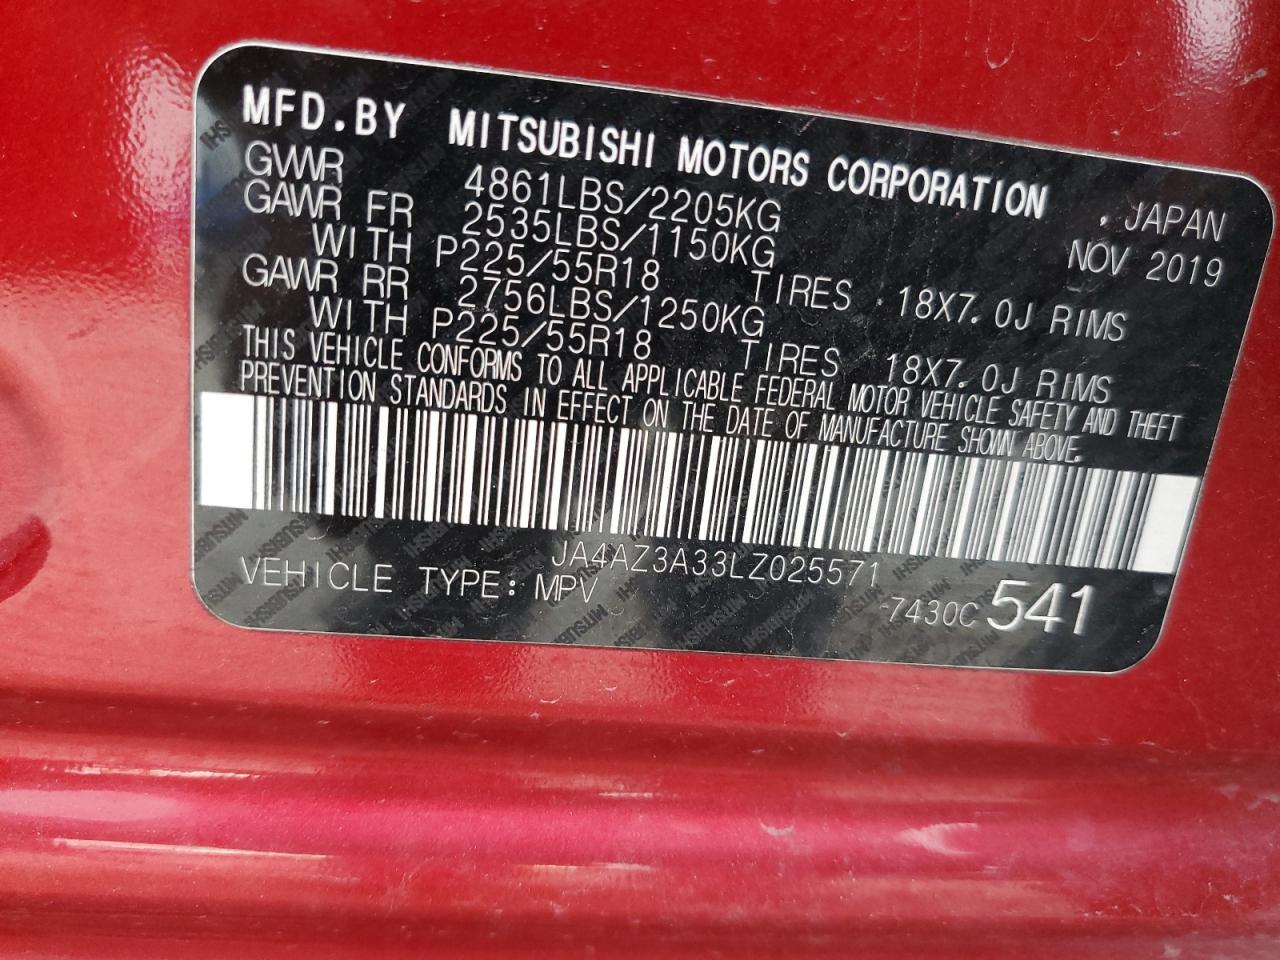 MFD.BY MITSUBISHI MOTORS CORPORATION . JAPAN
GVWR 4861LBS/2205KG NOV 2019
GAWR FR 2535LBS/1150KG
WITH P225/55R18 TIRES . 18X7.0J RIMS
GAWR RR 2756LBS/1250KG
WITH P225/55R18 TIRES . 18X7.0J RIMS
THIS VEHICLE CONFORMS TO ALL APPLICABLE FEDERAL MOTOR VEHICLE SAFETY AND THEFT
PREVENTION STANDARDS IN EFFECT ON THE DATE OF MANUFACTURE SHOWN ABOVE.
JA4AZ3A33LZ025571
VEHICLE TYPE: MPV
-7430C 541